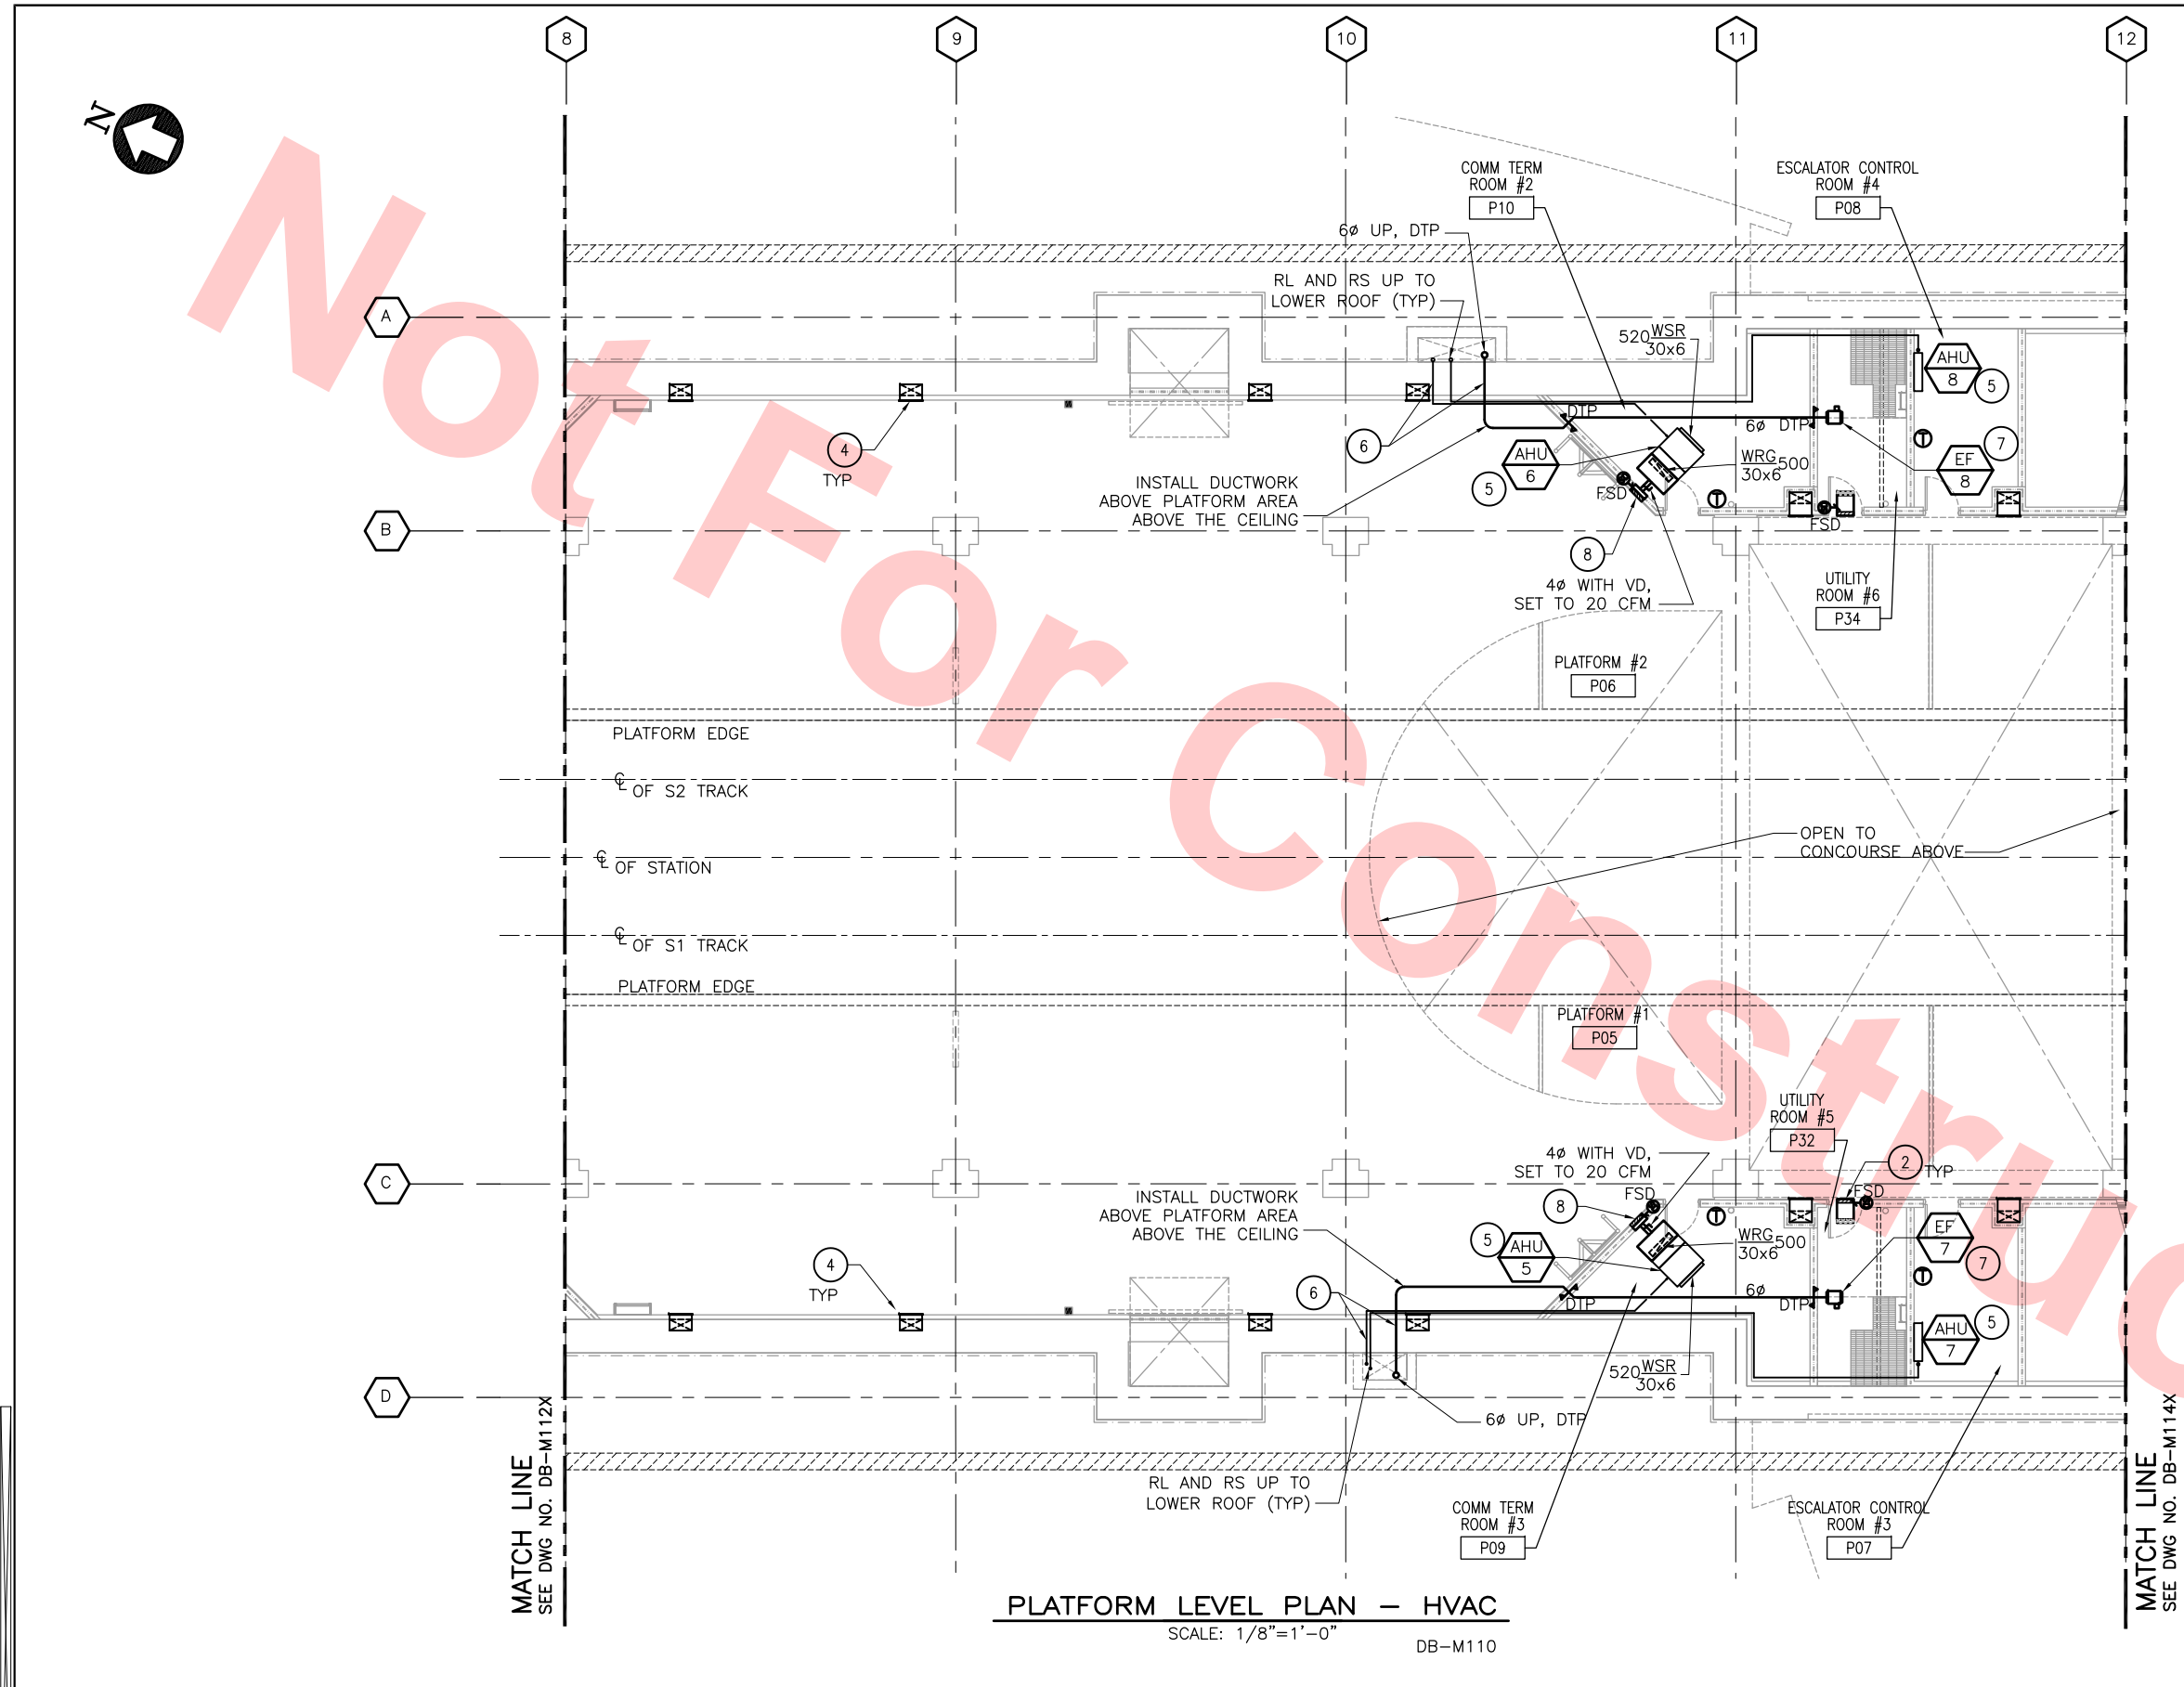 8
9
10
11
12
N
COMM TERM
ROOM #2
P10
ESCALATOR CONTROL
ROOM #4
P08
6ø UP, DTP
RL AND RS UP TO
LOWER ROOF (TYP)
A
520 WSR
30x6
AHU
8
5
DTP
6ø DTP
4
TYP
6
AHU
6
5
WRG 500
30x6
T
7
EF
8
INSTALL DUCTWORK
ABOVE PLATFORM AREA
ABOVE THE CEILING
FSD
T
FSD
B
8
4ø WITH VD,
SET TO 20 CFM
UTILITY
ROOM #6
P34
PLATFORM #2
P06
PLATFORM EDGE
℄ OF S2 TRACK
OPEN TO
CONCOURSE ABOVE
℄ OF STATION
℄ OF S1 TRACK
PLATFORM EDGE
PLATFORM #1
P05
UTILITY
ROOM #5
P32
4ø WITH VD,
SET TO 20 CFM
2
TYP
C
INSTALL DUCTWORK
ABOVE PLATFORM AREA
ABOVE THE CEILING
FSD
FSD
8
T
5
AHU
5
WRG 500
30x6
EF
7
7
T
4
TYP
6
6ø
DTP
DTP
AHU
7
5
520 WSR
30x6
D
6ø UP, DTP
RL AND RS UP TO
LOWER ROOF (TYP)
COMM TERM
ROOM #3
P09
ESCALATOR CONTROL
ROOM #3
P07
MATCH LINE
SEE DWG NO. DB-M112X
MATCH LINE
SEE DWG NO. DB-M114X
PLATFORM LEVEL PLAN - HVAC
SCALE: 1/8"=1'-0"
DB-M110
Not For Construc